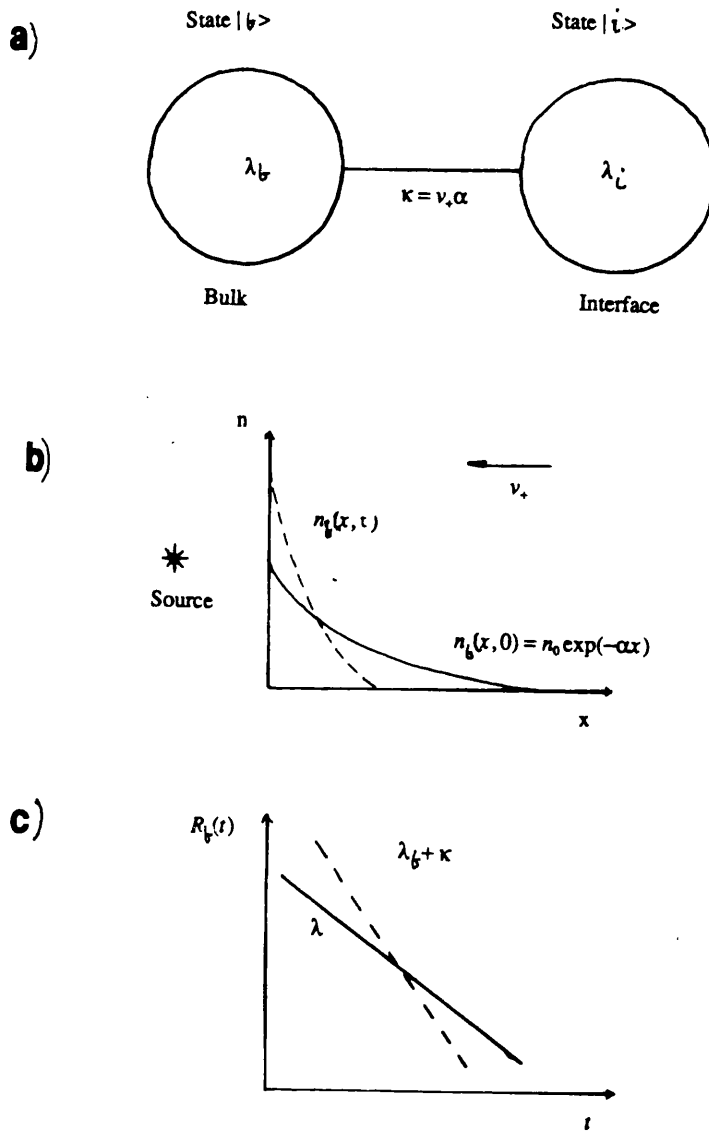 a)
State |b> State |i>
λb λi
κ = ν₊α
Bulk Interface
b)
n
ν₊
nb(x, t)
Source
nb(x, 0) = n₀ exp(−αx)
x
c)
Rb(t)
λb + κ
λ
t